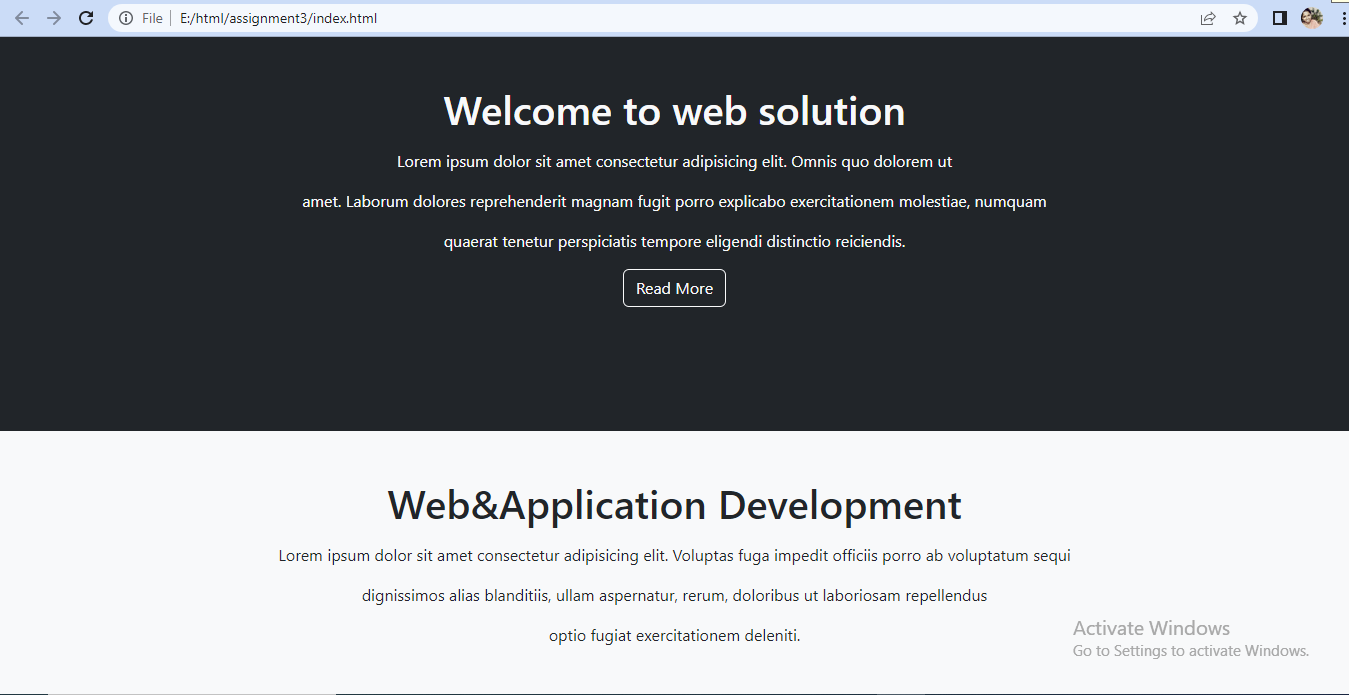 File
E:/html/assignment3/index.html
Welcome to web solution
Lorem ipsum dolor sit amet consectetur adipisicing elit. Omnis quo dolorem ut
amet. Laborum dolores reprehenderit magnam fugit porro explicabo exercitationem molestiae, numquam
quaerat tenetur perspiciatis tempore eligendi distinctio reiciendis.
Read More
Web&Application Development
Lorem ipsum dolor sit amet consectetur adipisicing elit. Voluptas fuga impedit officiis porro ab voluptatum sequi
dignissimos alias blanditiis, ullam aspernatur, rerum, doloribus ut laboriosam repellendus
optio fugiat exercitationem deleniti.
Activate Windows
Go to Settings to activate Windows.